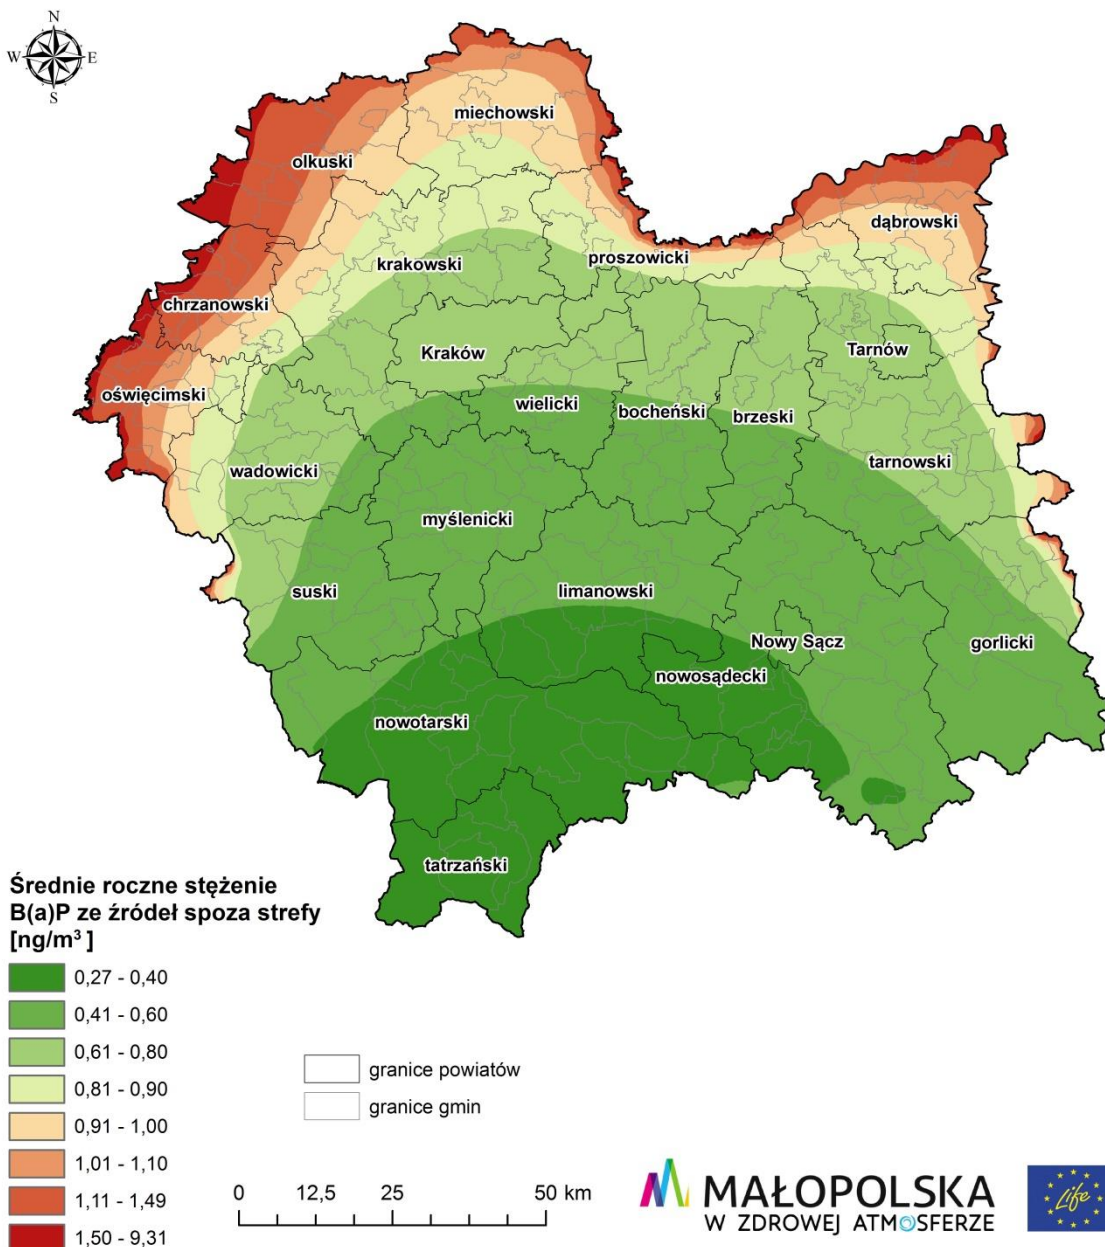 N
W E
S
miechowski
olkuski
dąbrowski
krakowski
proszowicki
chrzanowski
Kraków
Tarnów
oświęcimski
wielicki
bocheński
brzeski
wadowicki
tarnowski
myślenicki
suski
limanowski
Nowy Sącz
gorlicki
nowosądecki
nowotarski
tatrzański
Średnie roczne stężenie
B(a)P ze źródeł spoza strefy
[ng/m³ ]
0,27 - 0,40
0,41 - 0,60
0,61 - 0,80
0,81 - 0,90
0,91 - 1,00
1,01 - 1,10
1,11 - 1,49
1,50 - 9,31
granice powiatów
granice gmin
0 12,5 25 50 km
MAŁOPOLSKA
W ZDROWEJ ATMOSFERZE
Life